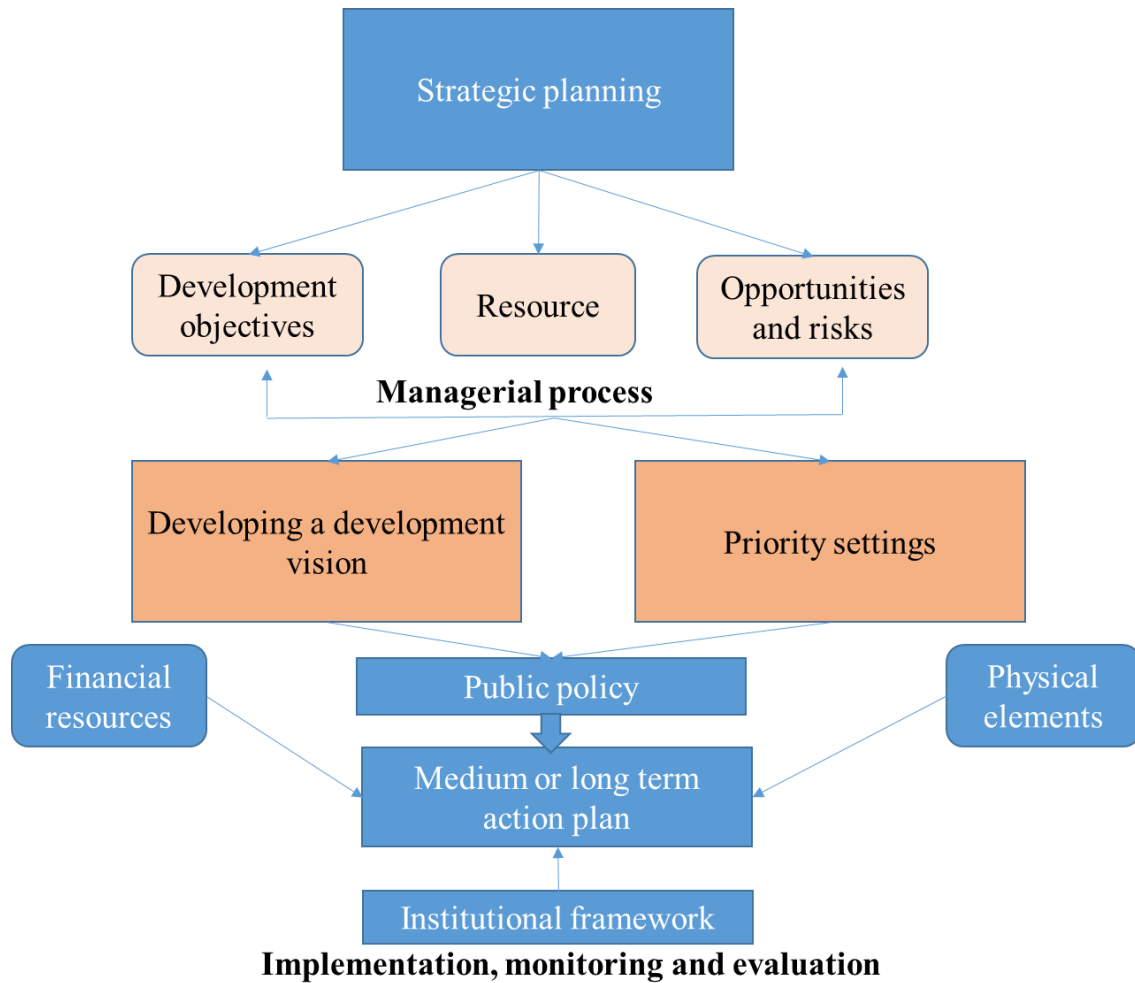 Strategic planning
Development
objectives
Resource
Opportunities
and risks
Managerial process
Developing a development
vision
Priority settings
Financial
resources
Public policy
Physical
elements
Medium or long term
action plan
Institutional framework
Implementation, monitoring and evaluation